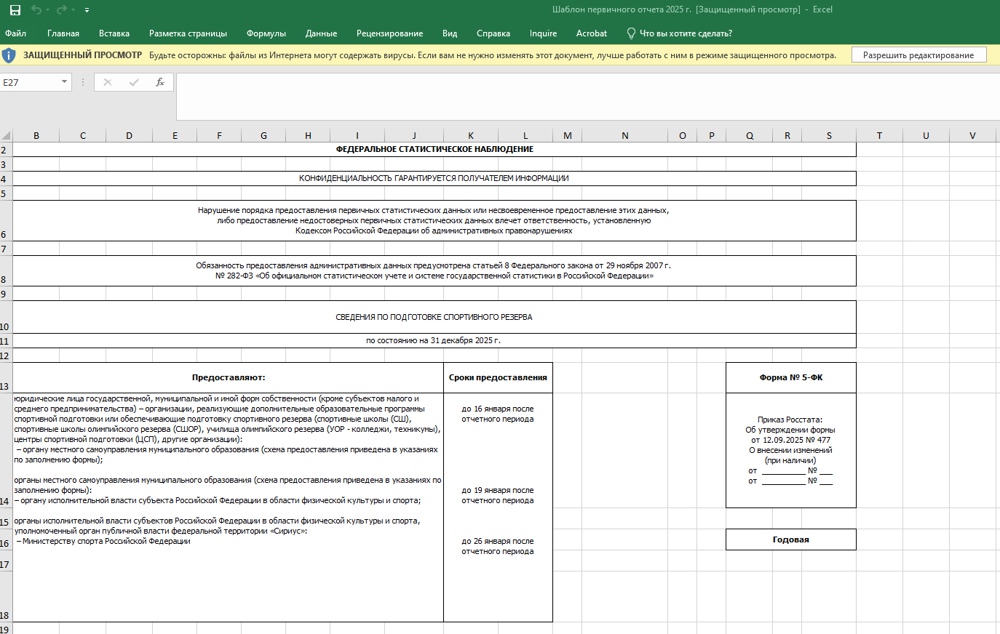 Шаблон первичного отчета 2025 г.  [Защищенный просмотр]  -  Excel
Файл Главная Вставка Разметка страницы Формулы Данные Рецензирование Вид Справка Inquire Acrobat Что вы хотите сделать?
ЗАЩИЩЕННЫЙ ПРОСМОТР Будьте осторожны: файлы из Интернета могут содержать вирусы. Если вам не нужно изменять этот документ, лучше работать с ним в режиме защищенного просмотра. Разрешить редактирование
E27 fx
B C D E F G H I J K L M N O P Q R S T U V
2 ФЕДЕРАЛЬНОЕ СТАТИСТИЧЕСКОЕ НАБЛЮДЕНИЕ
3
4 КОНФИДЕНЦИАЛЬНОСТЬ ГАРАНТИРУЕТСЯ ПОЛУЧАТЕЛЕМ ИНФОРМАЦИИ
5
Нарушение порядка предоставления первичных статистических данных или несвоевременное предоставление этих данных,
либо предоставление недостоверных первичных статистических данных влечет ответственность, установленную
6 Кодексом Российской Федерации об административных правонарушениях
7
Обязанность предоставления административных данных предусмотрена статьей 8 Федерального закона от 29 ноября 2007 г.
8 № 282-ФЗ «Об официальном статистическом учете и системе государственной статистики в Российской Федерации»
9
10 СВЕДЕНИЯ ПО ПОДГОТОВКЕ СПОРТИВНОГО РЕЗЕРВА
11 по состоянию на 31 декабря 2025 г.
12
13 Предоставляют: Сроки предоставления Форма № 5-ФК
юридические лица государственной, муниципальной и иной форм собственности (кроме субъектов малого и
среднего предпринимательства) – организации, реализующие дополнительные образовательные программы
спортивной подготовки или обеспечивающие подготовку спортивного резерва (спортивные школы (СШ),
спортивные школы олимпийского резерва (СШОР), училища олимпийского резерва (УОР - колледжи, техникумы),
центры спортивной подготовки (ЦСП), другие организации):
– органу местного самоуправления муниципального образования (схема предоставления приведена в указаниях
по заполнению формы);
до 16 января после
отчетного периода
Приказ Росстата:
Об утверждении формы
от 12.09.2025 № 477
О внесении изменений
(при наличии)
от __________ № ___
от __________ № ___
органы местного самоуправления муниципального образования (схема предоставления приведена в указаниях по
заполнению формы):
14 – органу исполнительной власти субъекта Российской Федерации в области физической культуры и спорта;
до 19 января после
отчетного периода
15 органы исполнительной власти субъектов Российской Федерации в области физической культуры и спорта,
уполномоченный орган публичной власти федеральной территории «Сириус»:
16 – Министерству спорта Российской Федерации
до 26 января после
отчетного периода
Годовая
17
18
19